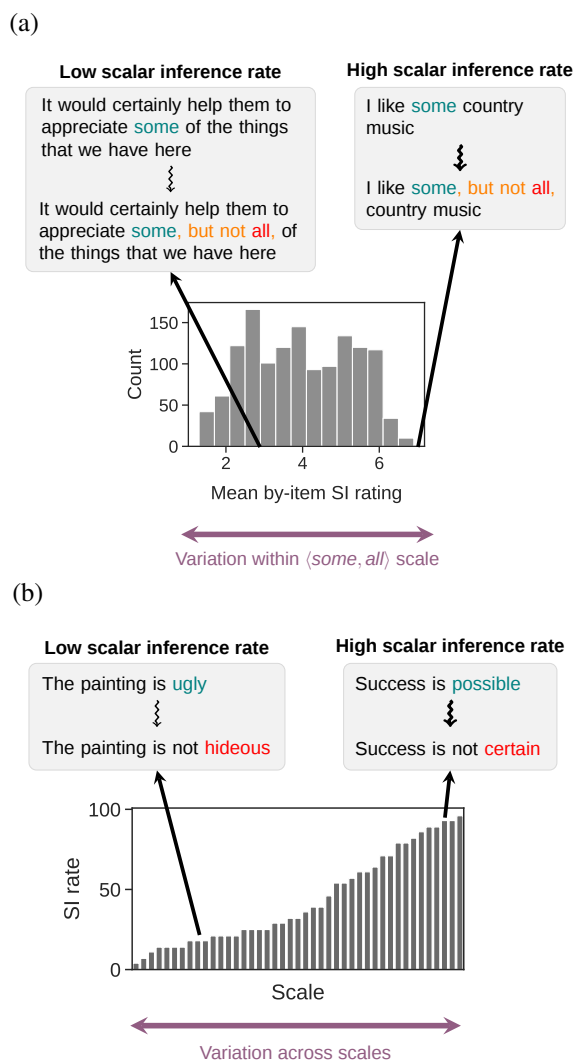 (a)
Low scalar inference rate
It would certainly help them to
appreciate some of the things
that we have here
It would certainly help them to
appreciate some, but not all, of
the things that we have here
High scalar inference rate
I like some country
music
I like some, but not all,
country music
150
100
50
0
Count
2 4 6
Mean by-item SI rating
Variation within ⟨some, all⟩ scale
(b)
Low scalar inference rate
The painting is ugly
The painting is not hideous
High scalar inference rate
Success is possible
Success is not certain
100
50
0
SI rate
Scale
Variation across scales